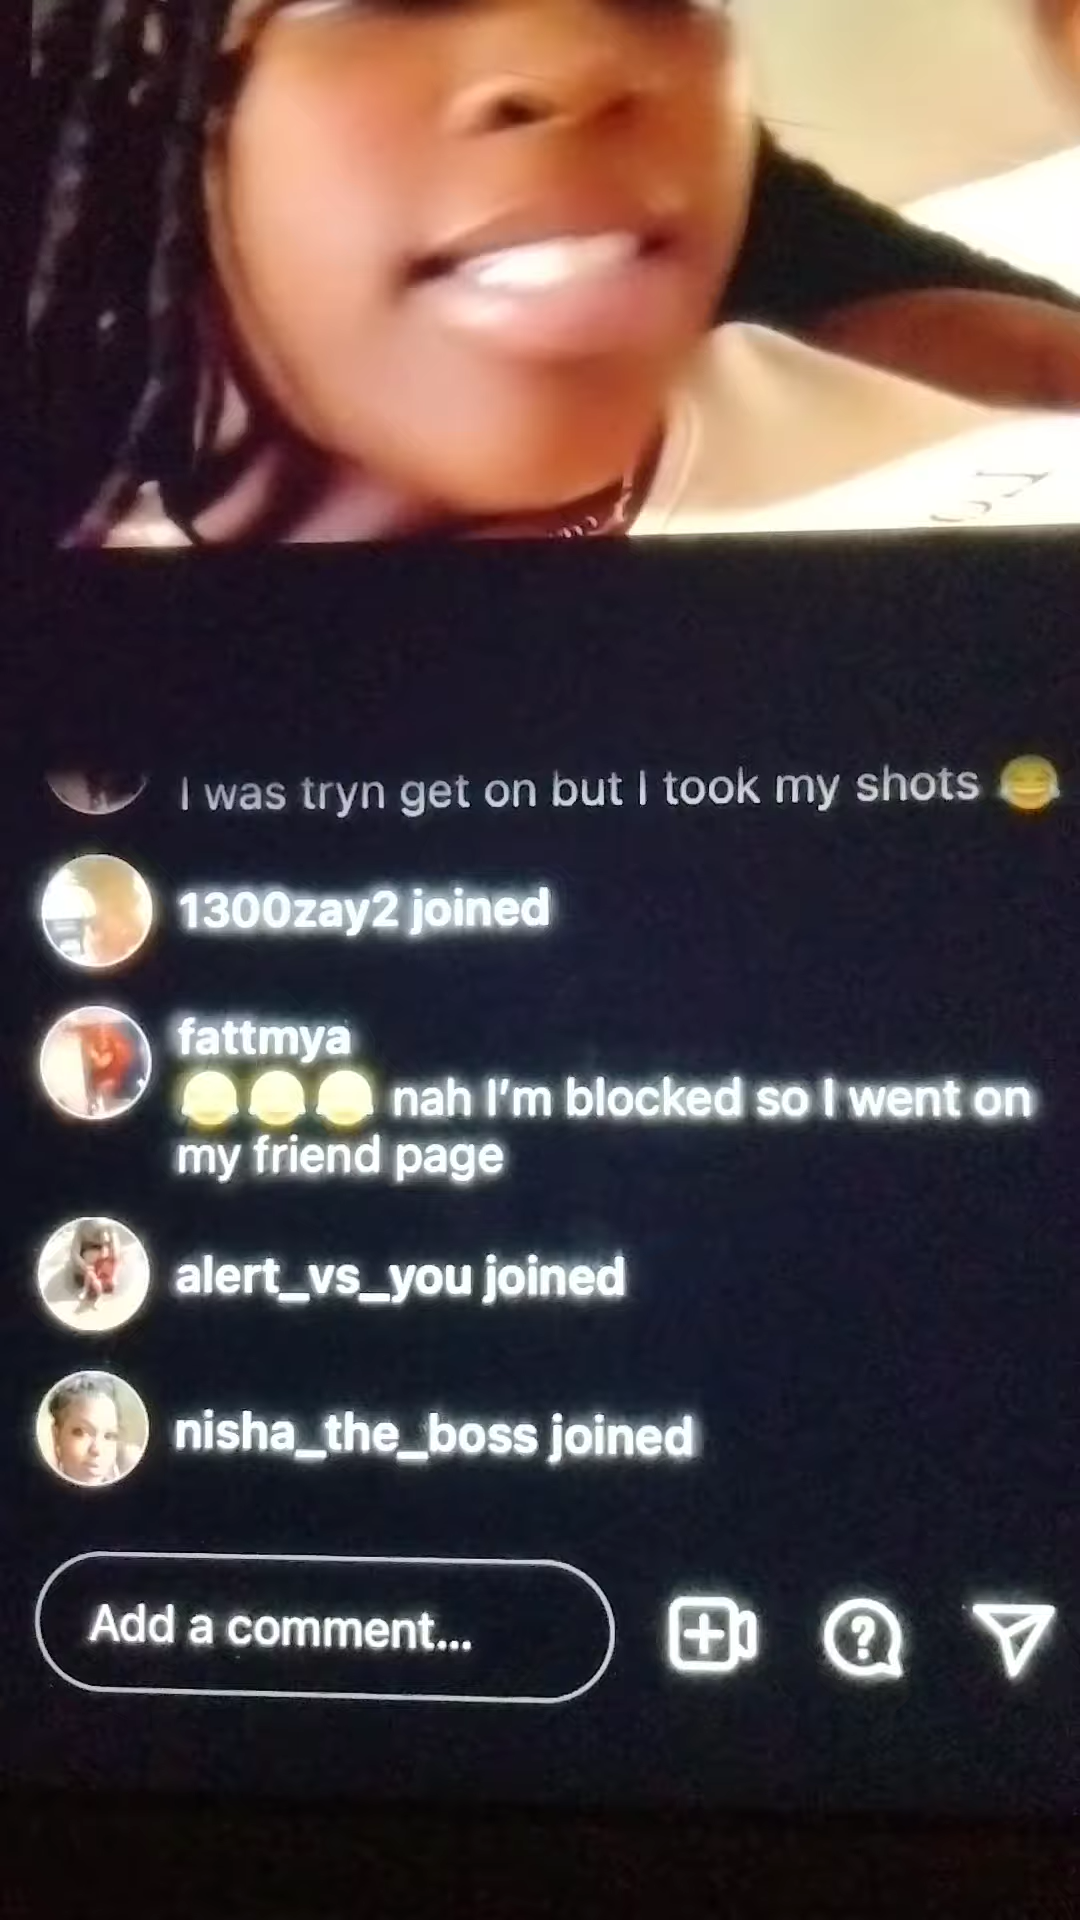 I was tryn get on but I took my shots 😂
1300zay2 joined
fattmya
😂😂😂 nah I'm blocked so I went on
my friend page
alert_vs_you joined
nisha_the_boss joined
Add a comment...